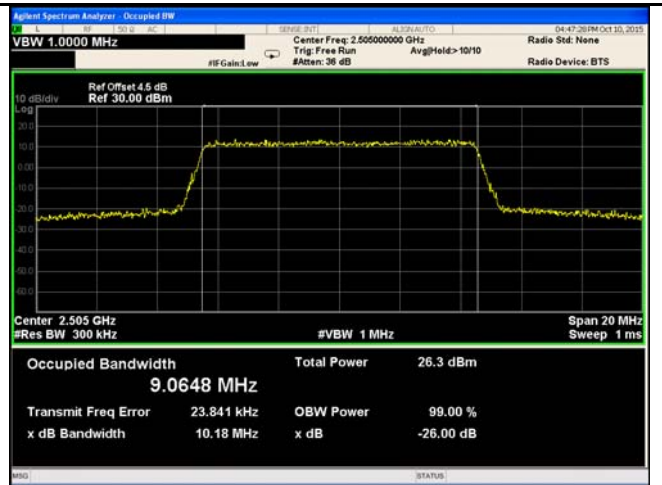 Agilent Spectrum Analyzer - Occupied BW
L RF 50 Ω AC SENSE:INT ALIGN AUTO 04:47:28 PM Oct 10, 2015
VBW 1.0000 MHz Center Freq: 2.505000000 GHz Radio Std: None
Trig: Free Run Avg|Hold:>10/10
#IFGain:Low #Atten: 36 dB Radio Device: BTS
Ref Offset 4.5 dB
10 dB/div Ref 30.00 dBm
Log
20.0
10.0
0.00
-10.0
-20.0
-30.0
-40.0
-50.0
-60.0
Center 2.505 GHz Span 20 MHz
#Res BW 300 kHz #VBW 1 MHz Sweep 1 ms
Occupied Bandwidth Total Power 26.3 dBm
9.0648 MHz
Transmit Freq Error 23.841 kHz OBW Power 99.00 %
x dB Bandwidth 10.18 MHz x dB -26.00 dB
MSG STATUS